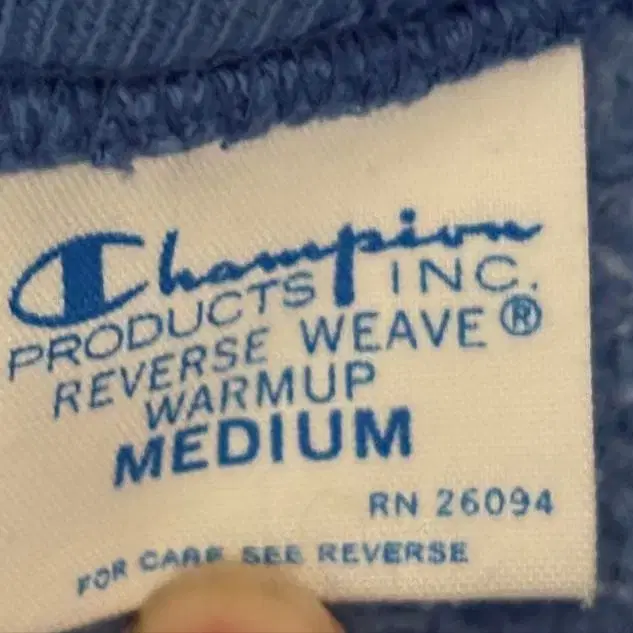 Champion
PRODUCTS INC.
REVERSE WEAVE®
WARMUP
MEDIUM
RN 26094
FOR CARE SEE REVERSE